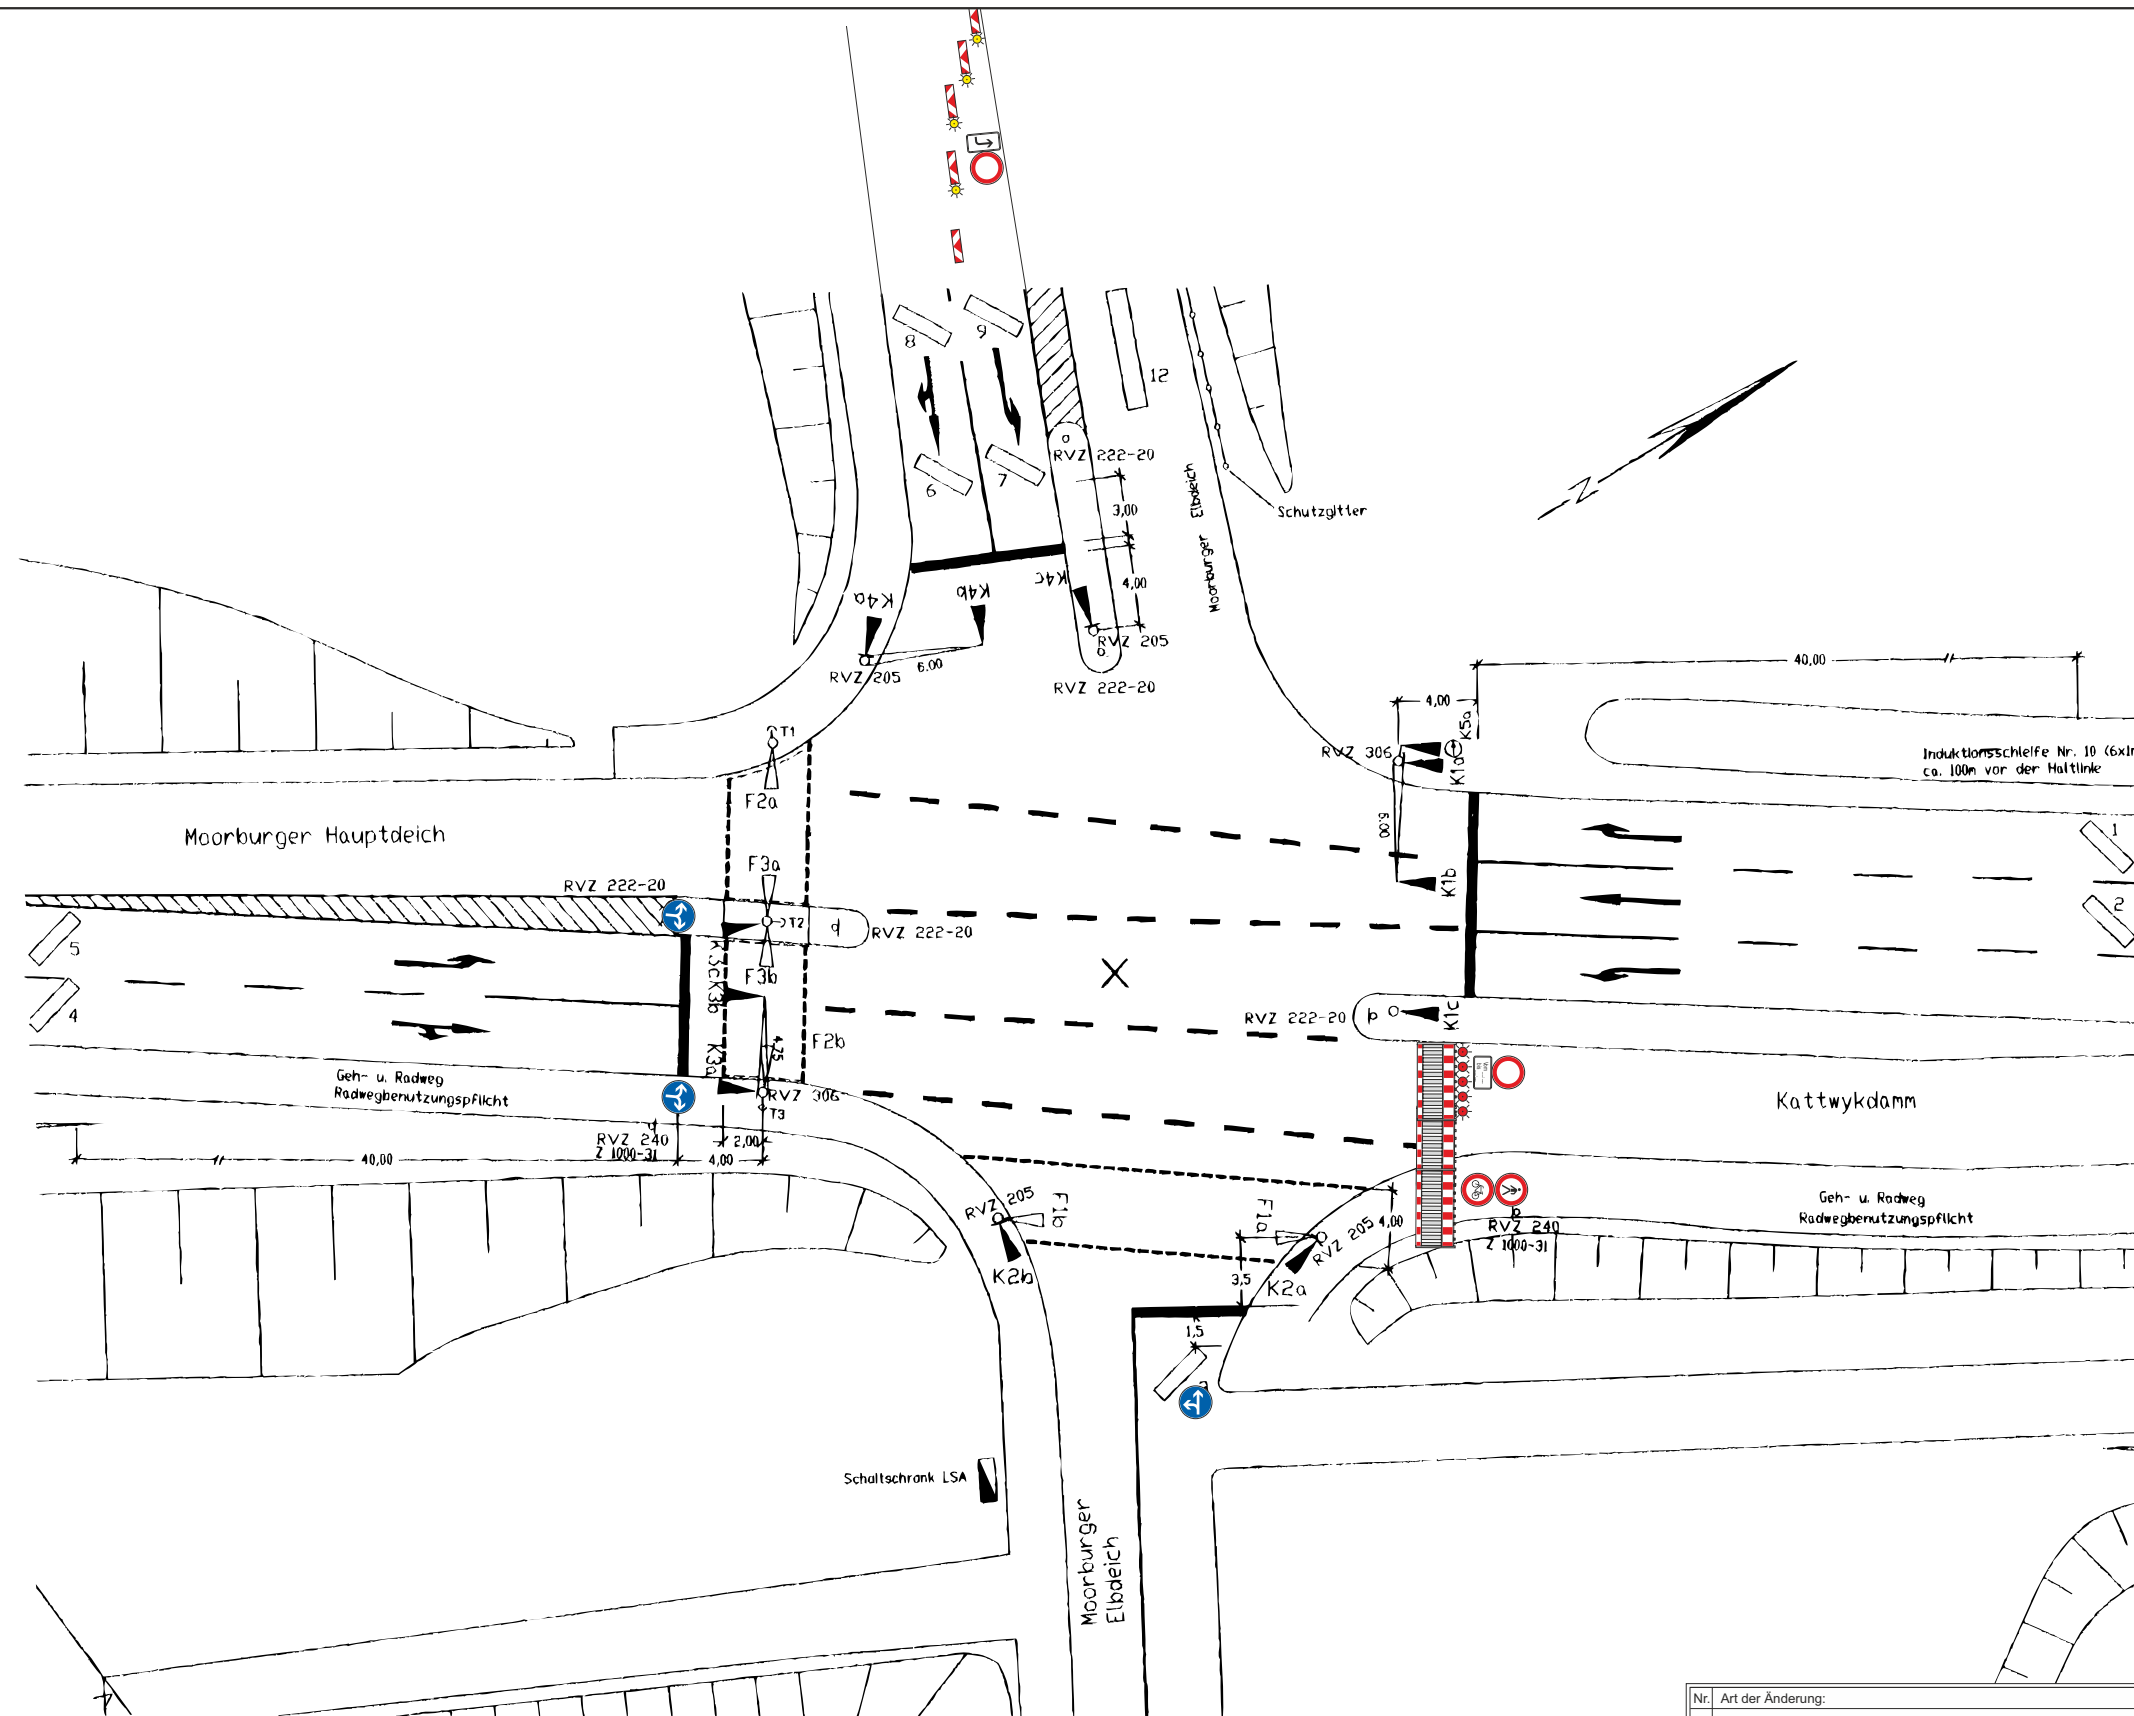 8
9
12
RVZ 222-20
6
7
3,00
Schutzgitter
Moorburger Elbdeich
K4c
K4b
4,00
K4a
RVZ 205
6.00
RVZ 205
RVZ 222-20
N
40,00
4,00
K5a
T1
RVZ 306
K1a
Induktionsschleife Nr. 10 (6x1m
ca. 100m vor der Haltlinie
F2a
Moorburger Hauptdeich
6.00
1
F3a
K1b
RVZ 222-20
2
T2
RVZ 222-20
5
K3c
F3b
K3b
4
RVZ 222-20
K1c
4,75
F2b
K3a
Geh- u. Radweg
Radwegbenutzungspflicht
RVZ 306
T3
Kattwykdamm
RVZ 240
Z 1000-31
2,00
40,00
4,00
RVZ 205
F1b
F1a
RVZ 205
4,00
Geh- u. Radweg
Radwegbenutzungspflicht
RVZ 240
Z 1000-31
K2b
3,5
K2a
1,5
Schaltschrank LSA
Moorburger
Elbdeich
Nr. Art der Änderung: